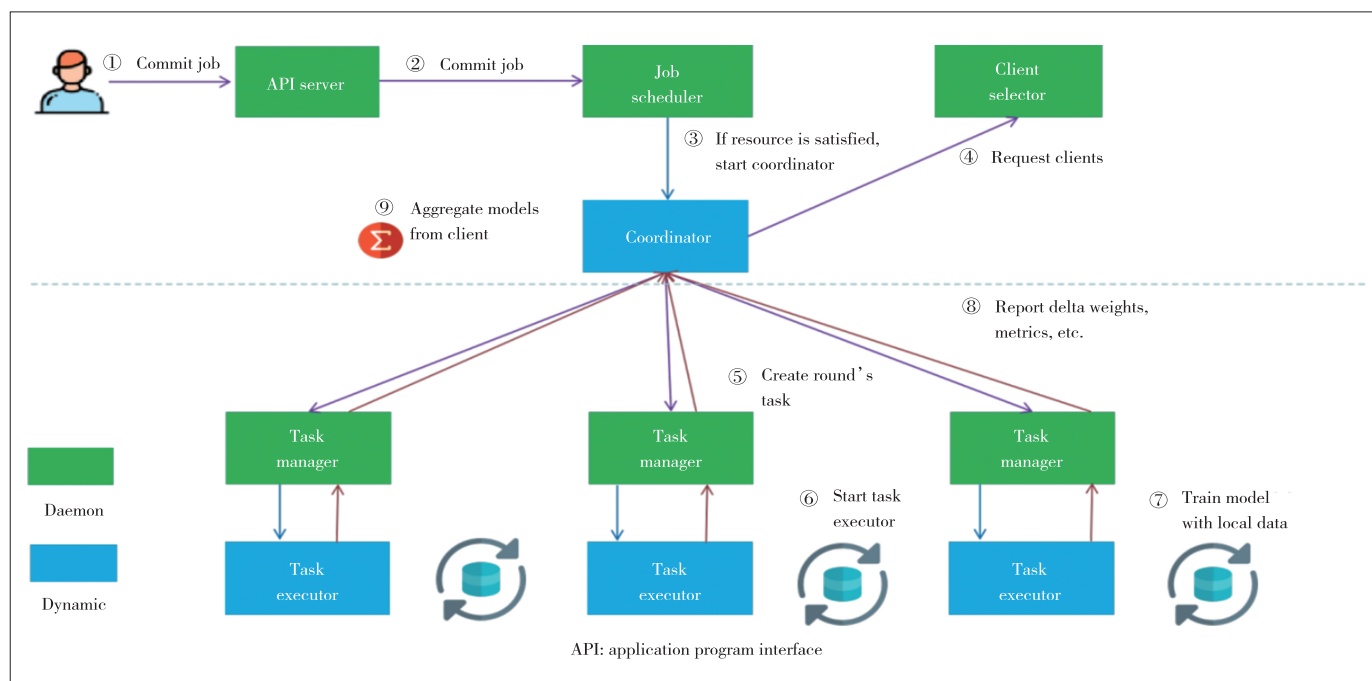 ① Commit job
API server
② Commit job
Job
scheduler
Client
selector
③ If resource is satisfied,
start coordinator
④ Request clients
⑨ Aggregate models
from client
Σ
Coordinator
⑧ Report delta weights,
metrics, etc.
⑤ Create round's
task
Task
manager
Task
manager
Task
manager
Daemon
⑥ Start task
executor
⑦ Train model
with local data
Dynamic
Task
executor
Task
executor
Task
executor
API: application program interface